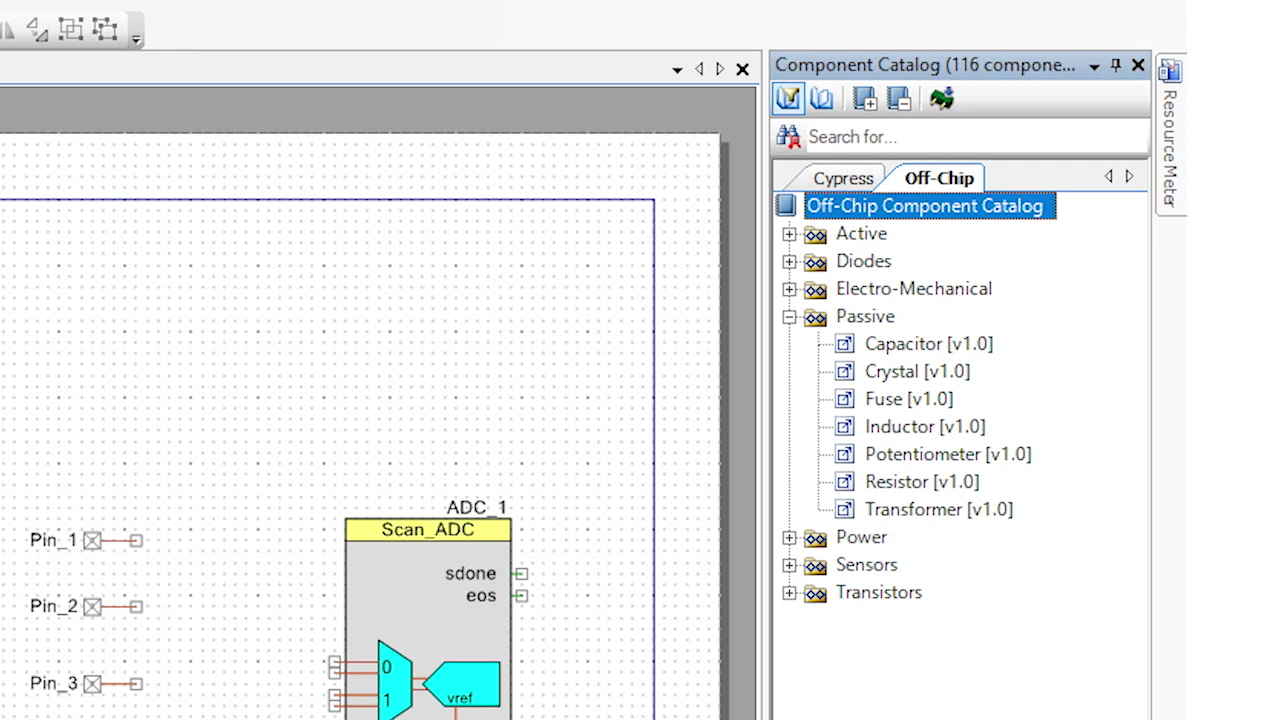 Component Catalog (116 compone...
Search for...
Cypress
Off-Chip
Resource Meter
Off-Chip Component Catalog
Active
Diodes
Electro-Mechanical
Passive
Capacitor [v1.0]
Crystal [v1.0]
Fuse [v1.0]
Inductor [v1.0]
Potentiometer [v1.0]
Resistor [v1.0]
Transformer [v1.0]
Power
Sensors
Transistors
ADC_1
Scan_ADC
sdone
eos
0
1
vref
Pin_1
Pin_2
Pin_3